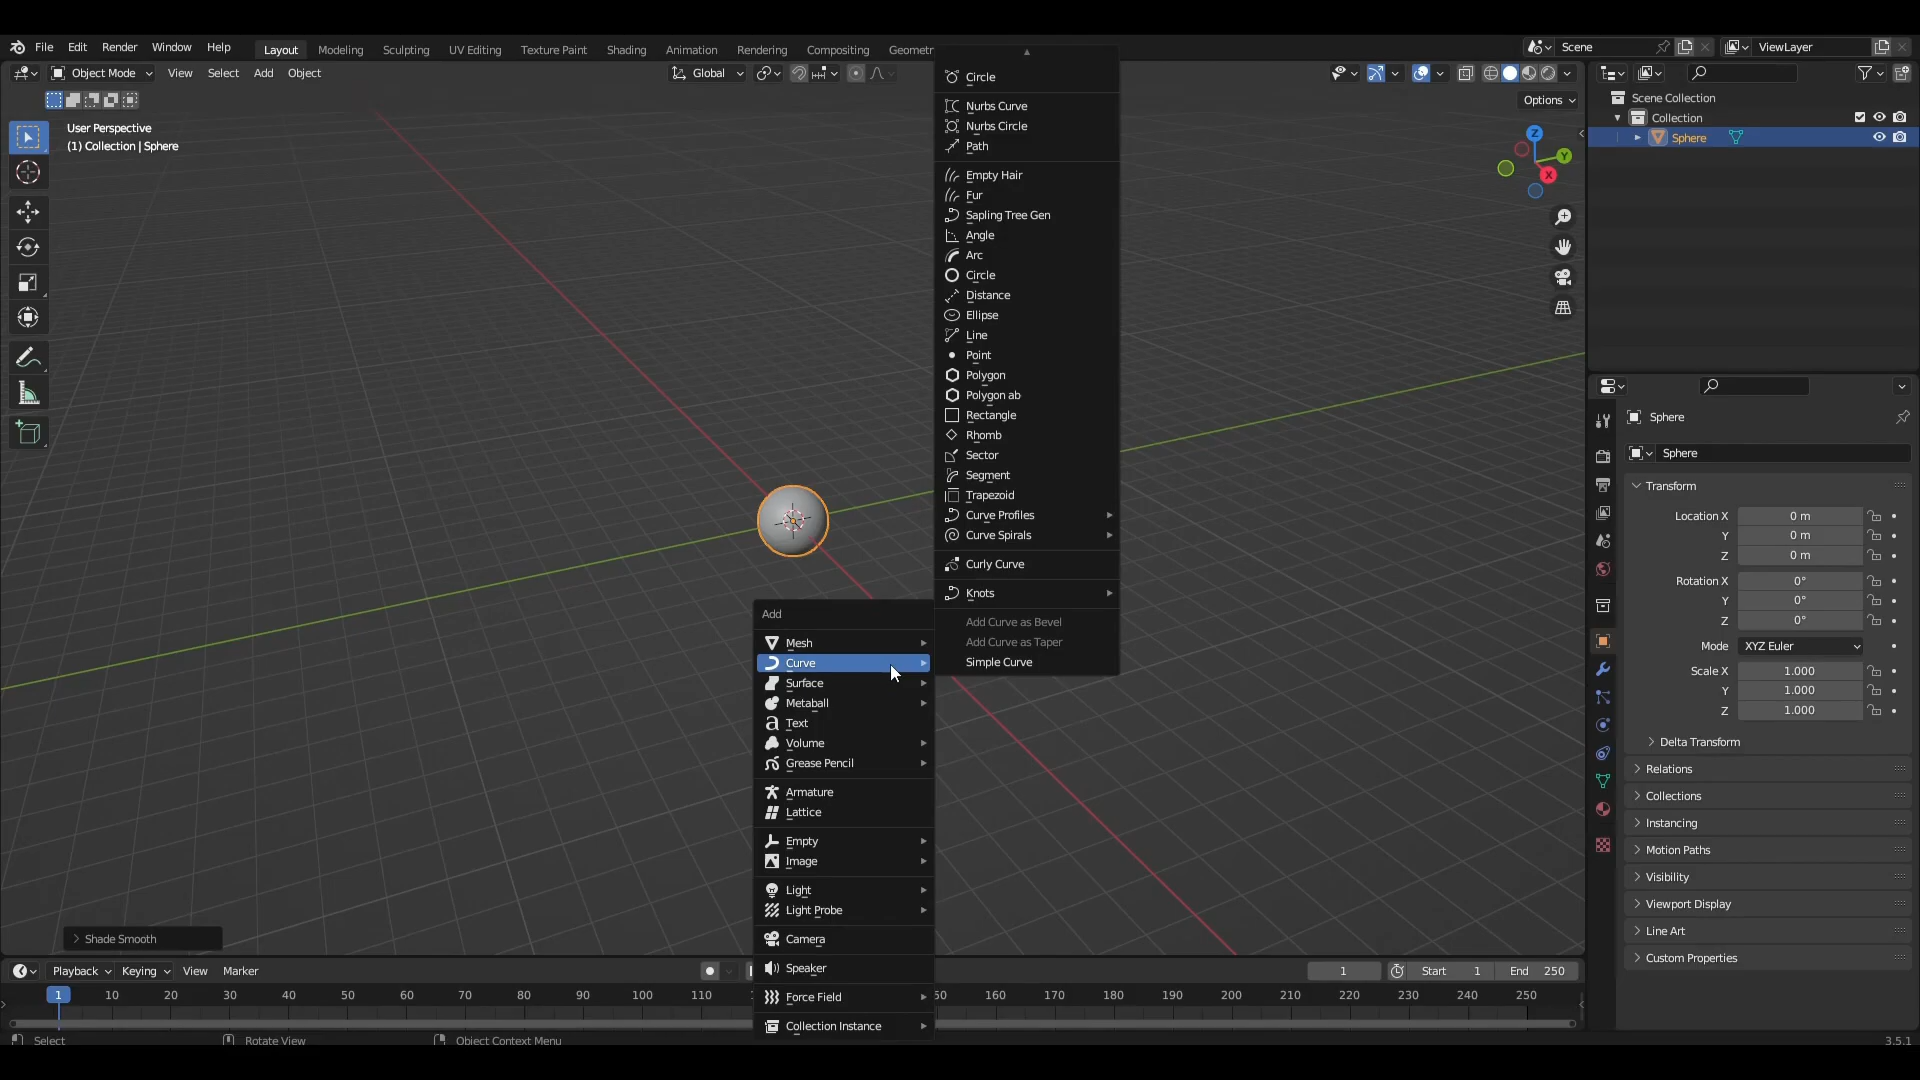 File Edit Render Window Help Layout Modeling Sculpting UV Editing Texture Paint Shading Animation Rendering Compositing Scene ViewLayer
Object Mode View Select Add Object Global
Options
User Perspective
(1) Collection | Sphere
Circle
Nurbs Curve
Nurbs Circle
Path
Empty Hair
Fur
Sapling Tree Gen
Angle
Arc
Circle
Distance
Ellipse
Line
Point
Polygon
Polygon ab
Rectangle
Rhomb
Sector
Segment
Trapezoid
Curve Profiles
Curve Spirals
Curly Curve
Knots
Add Curve as Bevel
Add Curve as Taper
Simple Curve
Z
Y
X
Add
Mesh
Curve
Surface
Metaball
Text
Volume
Grease Pencil
Armature
Lattice
Empty
Image
Light
Light Probe
Camera
Speaker
Force Field
Collection Instance
Shade Smooth
Scene Collection
Collection
Sphere
Sphere
Sphere
Transform
Location X 0 m
Y 0 m
Z 0 m
Rotation X 0°
Y 0°
Z 0°
Mode XYZ Euler
Scale X 1.000
Y 1.000
Z 1.000
Delta Transform
Relations
Collections
Instancing
Motion Paths
Visibility
Viewport Display
Line Art
Custom Properties
Playback Keying View Marker 1 Start 1 End 250
1 10 20 30 40 50 60 70 80 90 100 110 50 160 170 180 190 200 210 220 230 240 250
Select Rotate View Object Context Menu 3.5.1